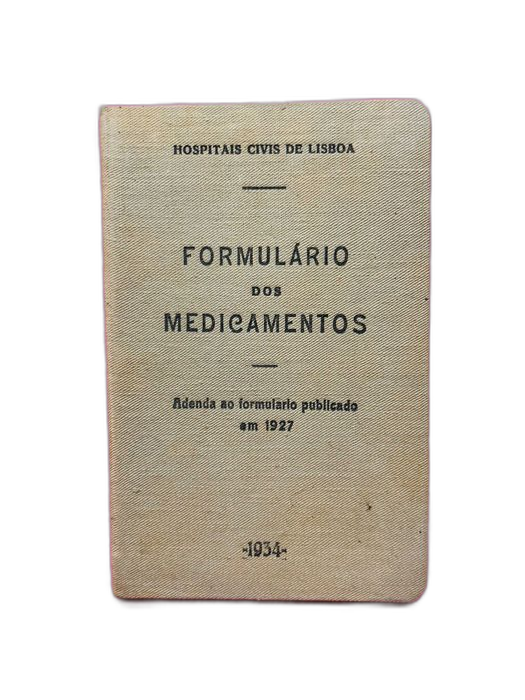 HOSPITAIS CIVIS DE LISBOA
FORMULÁRIO
DOS
MEDICAMENTOS
Adenda ao formulario publicado
em 1927
-1934-